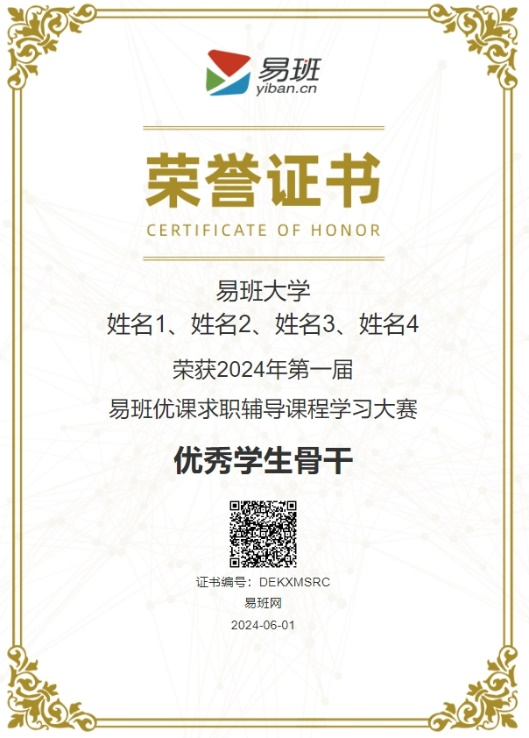 易班
yiban.cn
荣誉证书
CERTIFICATE OF HONOR
易班大学
姓名1、姓名2、姓名3、姓名4
荣获2024年第一届
易班优课求职辅导课程学习大赛
优秀学生骨干
证书编号：DEKXMSRC
易班网
2024-06-01